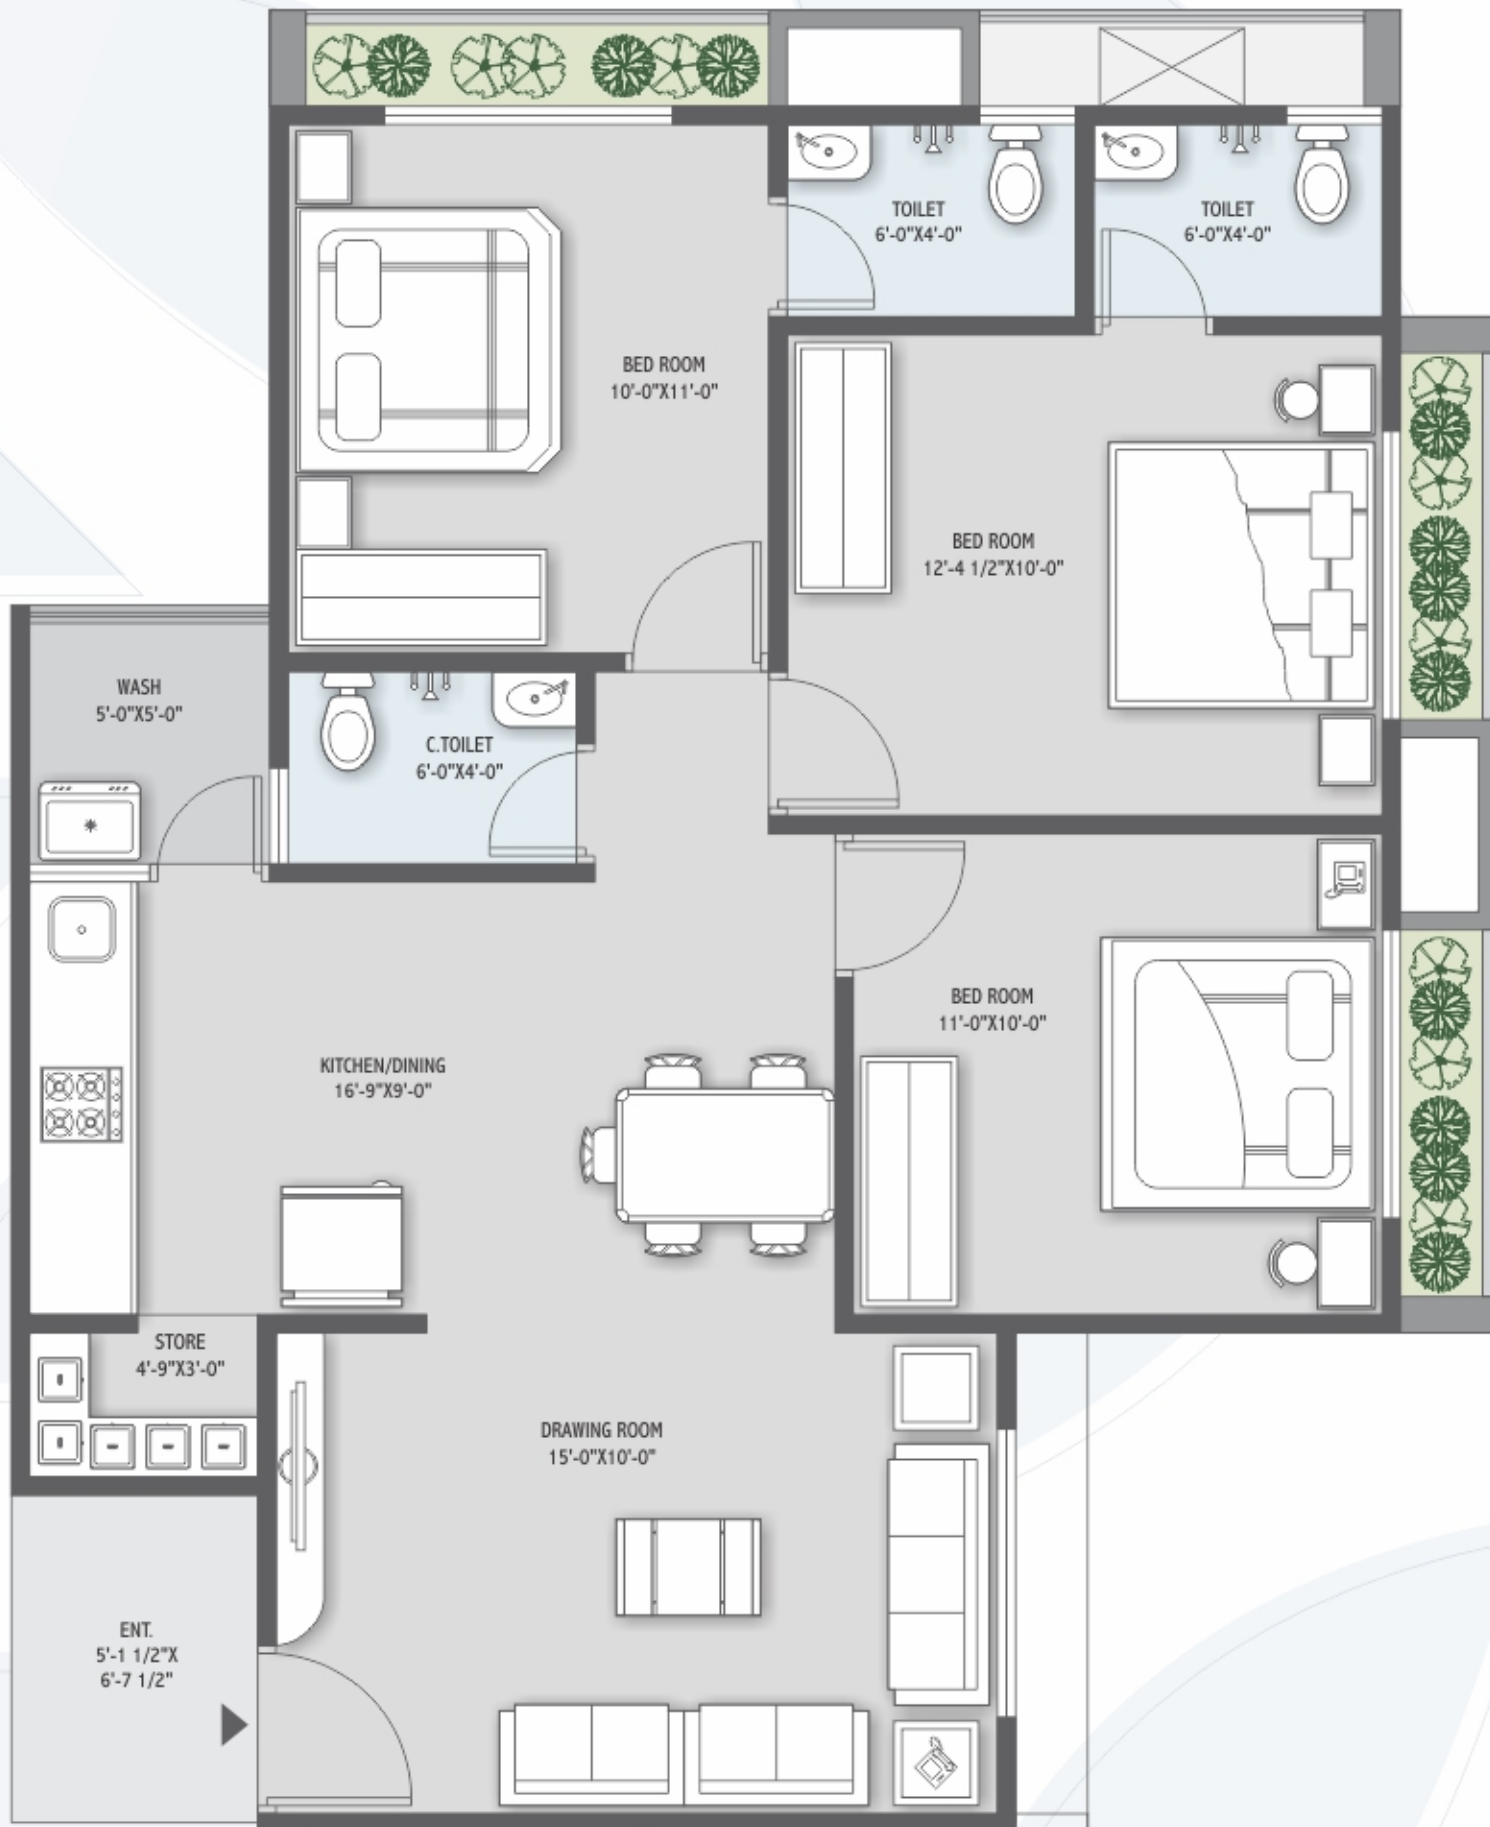 TOILET
6'-0"X4'-0"
TOILET
6'-0"X4'-0"
BED ROOM
10'-0"X11'-0"
BED ROOM
12'-4 1/2"X10'-0"
WASH
5'-0"X5'-0"
C.TOILET
6'-0"X4'-0"
BED ROOM
11'-0"X10'-0"
KITCHEN/DINING
16'-9"X9'-0"
STORE
4'-9"X3'-0"
DRAWING ROOM
15'-0"X10'-0"
ENT.
5'-1 1/2"X
6'-7 1/2"